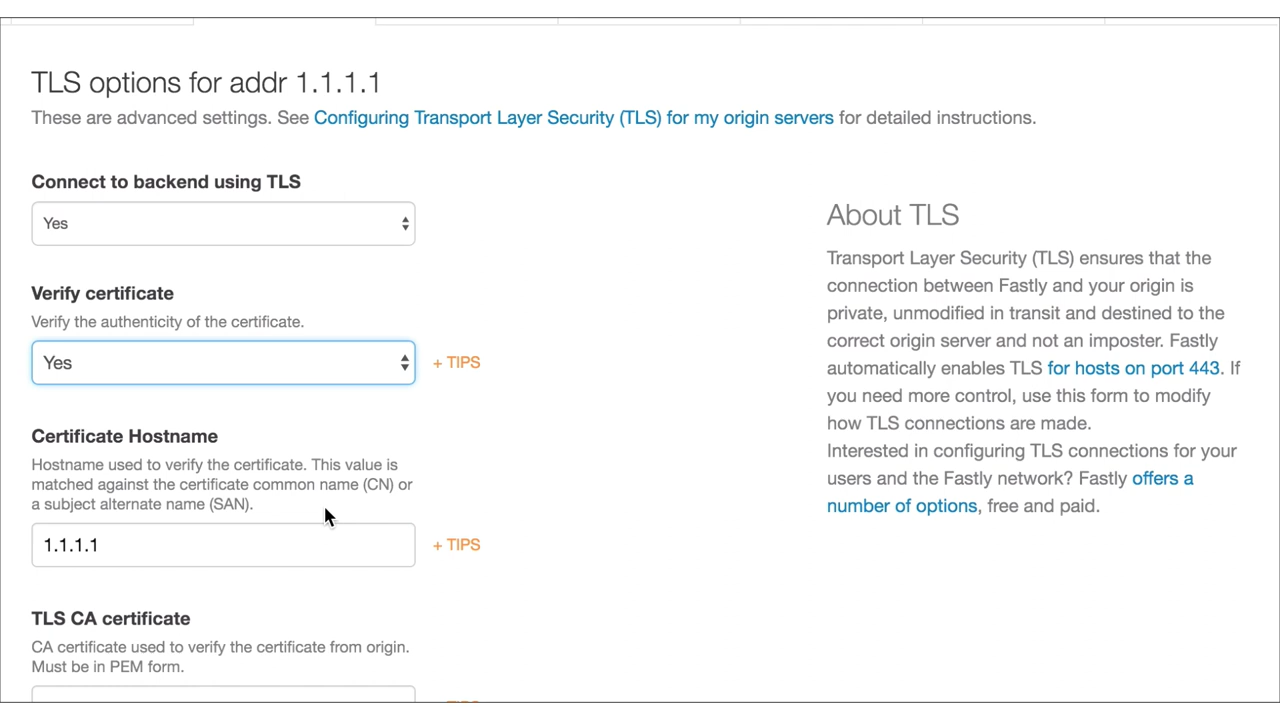 TLS options for addr 1.1.1.1
These are advanced settings. See Configuring Transport Layer Security (TLS) for my origin servers for detailed instructions.
Connect to backend using TLS
Yes
Verify certificate
Verify the authenticity of the certificate.
Yes
+ TIPS
Certificate Hostname
Hostname used to verify the certificate. This value is
matched against the certificate common name (CN) or
a subject alternate name (SAN).
1.1.1.1
+ TIPS
TLS CA certificate
CA certificate used to verify the certificate from origin.
Must be in PEM form.
About TLS
Transport Layer Security (TLS) ensures that the
connection between Fastly and your origin is
private, unmodified in transit and destined to the
correct origin server and not an imposter. Fastly
automatically enables TLS for hosts on port 443. If
you need more control, use this form to modify
how TLS connections are made.
Interested in configuring TLS connections for your
users and the Fastly network? Fastly offers a
number of options, free and paid.